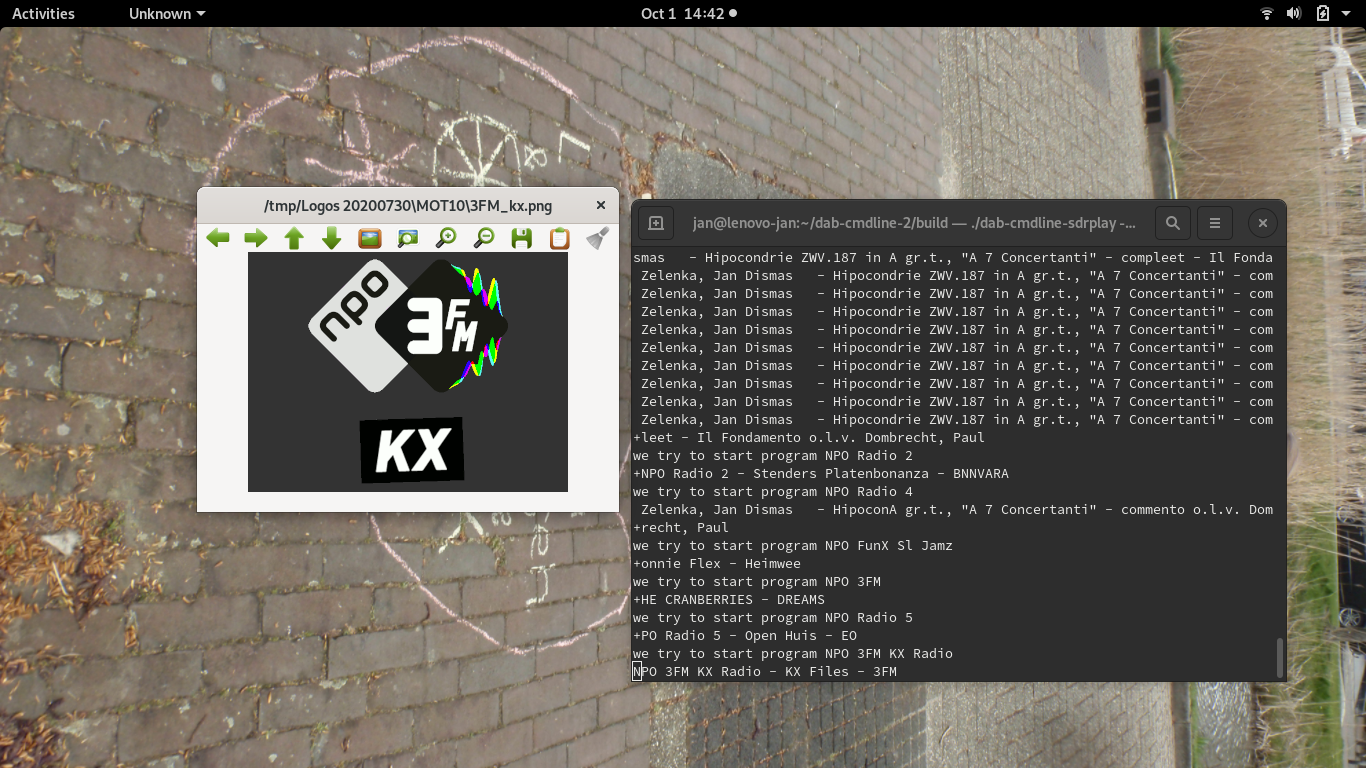 Activities
Unknown
Oct 1 14:42
/tmp/Logos 20200730\MOT10\3FM_kx.png
npo
3FM
KX
jan@lenovo-jan:~/dab-cmdline-2/build — ./dab-cmdline-sdrplay -...
smas   - Hipocondrie ZWV.187 in A gr.t., "A 7 Concertanti" - compleet - Il Fonda
 Zelenka, Jan Dismas   - Hipocondrie ZWV.187 in A gr.t., "A 7 Concertanti" - com
 Zelenka, Jan Dismas   - Hipocondrie ZWV.187 in A gr.t., "A 7 Concertanti" - com
 Zelenka, Jan Dismas   - Hipocondrie ZWV.187 in A gr.t., "A 7 Concertanti" - com
 Zelenka, Jan Dismas   - Hipocondrie ZWV.187 in A gr.t., "A 7 Concertanti" - com
 Zelenka, Jan Dismas   - Hipocondrie ZWV.187 in A gr.t., "A 7 Concertanti" - com
 Zelenka, Jan Dismas   - Hipocondrie ZWV.187 in A gr.t., "A 7 Concertanti" - com
 Zelenka, Jan Dismas   - Hipocondrie ZWV.187 in A gr.t., "A 7 Concertanti" - com
 Zelenka, Jan Dismas   - Hipocondrie ZWV.187 in A gr.t., "A 7 Concertanti" - com
 Zelenka, Jan Dismas   - Hipocondrie ZWV.187 in A gr.t., "A 7 Concertanti" - com
+leet - Il Fondamento o.l.v. Dombrecht, Paul
we try to start program NPO Radio 2
+NPO Radio 2 - Stenders Platenbonanza - BNNVARA
we try to start program NPO Radio 4
 Zelenka, Jan Dismas   - HipoconA gr.t., "A 7 Concertanti" - commento o.l.v. Dom
+recht, Paul
we try to start program NPO FunX Sl Jamz
+onnie Flex - Heimwee
we try to start program NPO 3FM
+HE CRANBERRIES - DREAMS
we try to start program NPO Radio 5
+PO Radio 5 - Open Huis - EO
we try to start program NPO 3FM KX Radio
NPO 3FM KX Radio - KX Files - 3FM